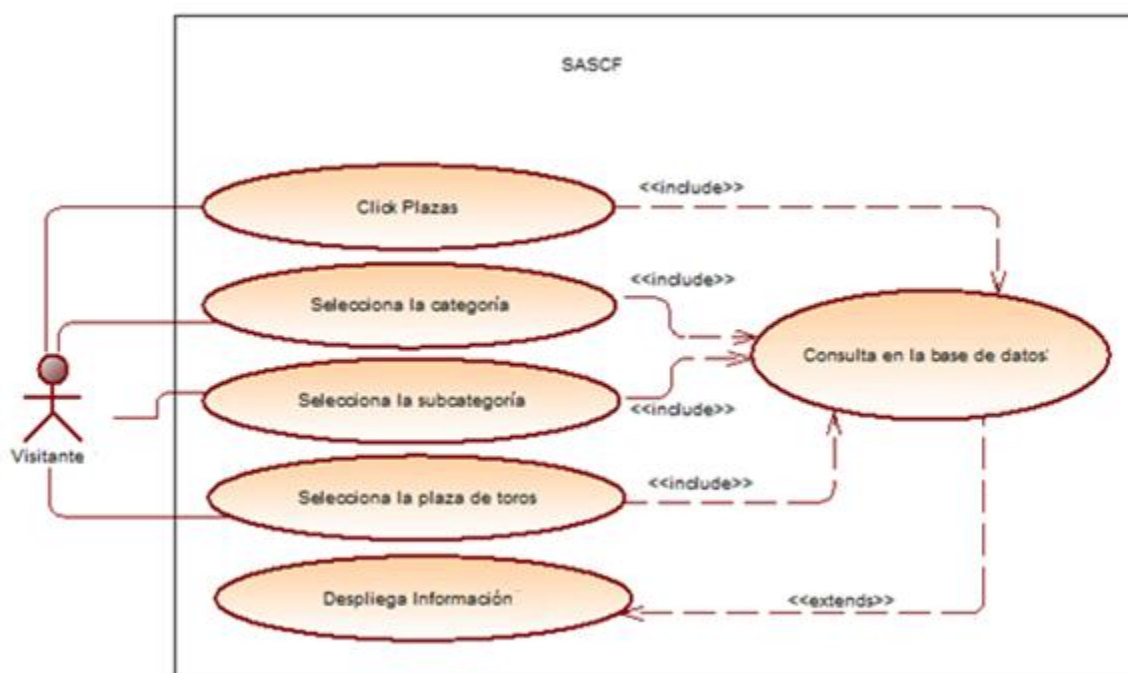 SASCF
Click Plazas
<<include>>
Selecciona la categoría
<<include>>
Consulta en la base de datos
Selecciona la subcategoría
<<include>>
Visitante
Selecciona la plaza de toros
<<include>>
Despliega Información
<<extends>>